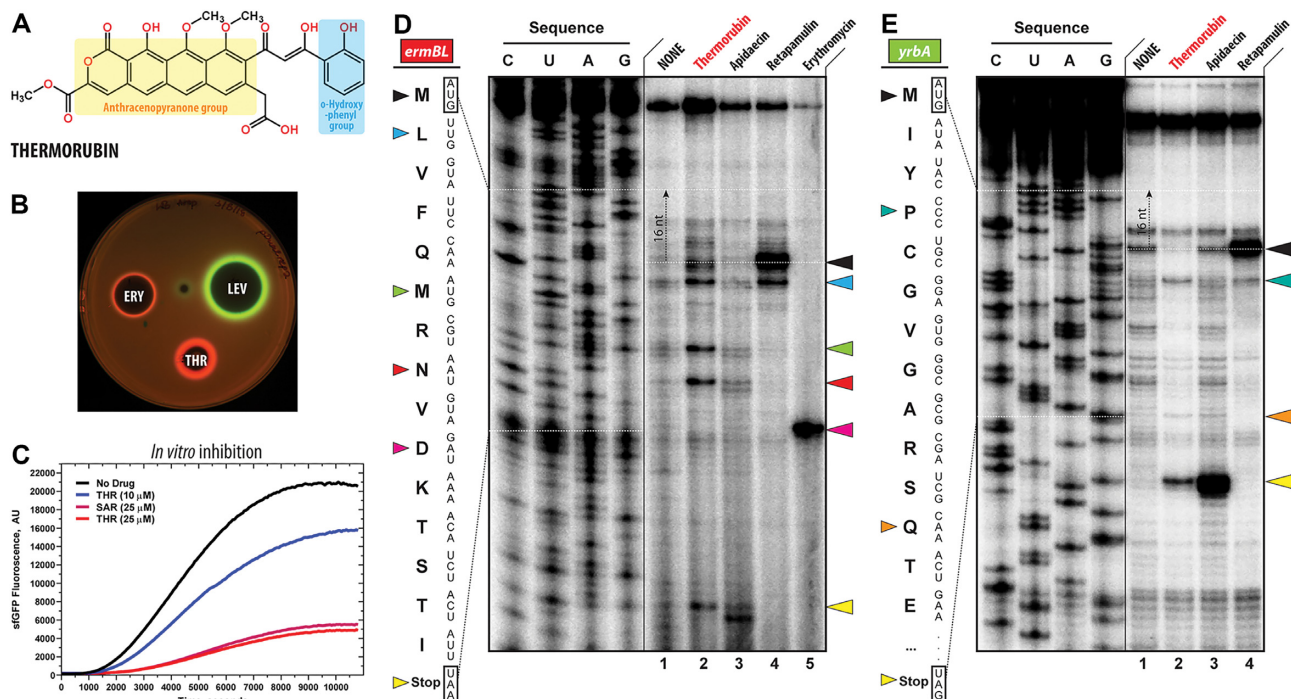 A
O
OH
O
CH3
O
CH3
O
OH
OH
O
O
H3C
O
O
OH
Anthracenopyranone group
o-Hydroxy
-phenyl
group
THERMORUBIN
B
ERY
LEV
THR
C
In vitro inhibition
sfGFP Fluorescence, AU
22000
20000
18000
16000
14000
12000
10000
8000
6000
4000
2000
0
No Drug
THR (10 μM)
SAR (25 μM)
THR (25 μM)
0 1000 2000 3000 4000 5000 6000 7000 8000 9000 10000
D
ermBL
Sequence
C U A G
NONE
Thermorubin
Apidaecin
Retapamulin
Erythromycin
M AUG
L UUG
V GUA
F UUC
Q CAA
M AUG
R CGU
N AAU
V GUA
D GAU
K AAA
T ACA
S UCU
T ACU
I AUU
Stop UAA
16 nt
1 2 3 4 5
E
yrbA
Sequence
C U A G
NONE
Thermorubin
Apidaecin
Retapamulin
M AUG
I AUA
Y UAC
P CCC
C UGC
G GGA
V GUG
G GGC
A GCG
R CGA
S UCG
Q CAA
T ACU
E GAA
... ...
Stop UAG
16 nt
1 2 3 4